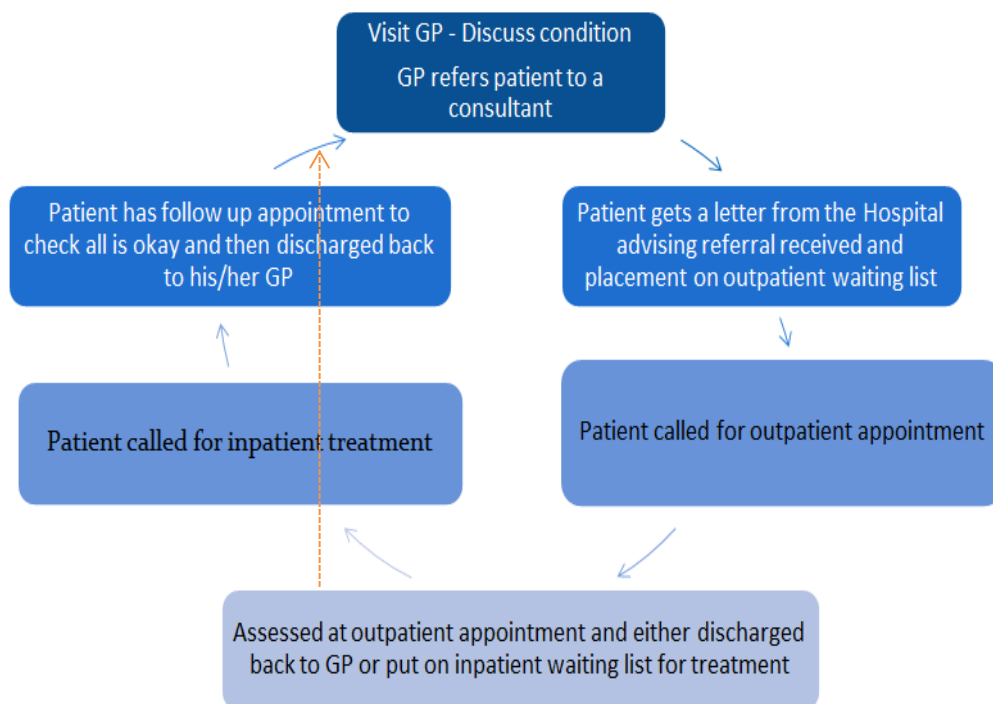 Visit GP - Discuss condition
GP refers patient to a
consultant
Patient gets a letter from the Hospital
advising referral received and
placement on outpatient waiting list
Patient called for outpatient appointment
Assessed at outpatient appointment and either discharged
back to GP or put on inpatient waiting list for treatment
Patient called for inpatient treatment
Patient has follow up appointment to
check all is okay and then discharged back
to his/her GP